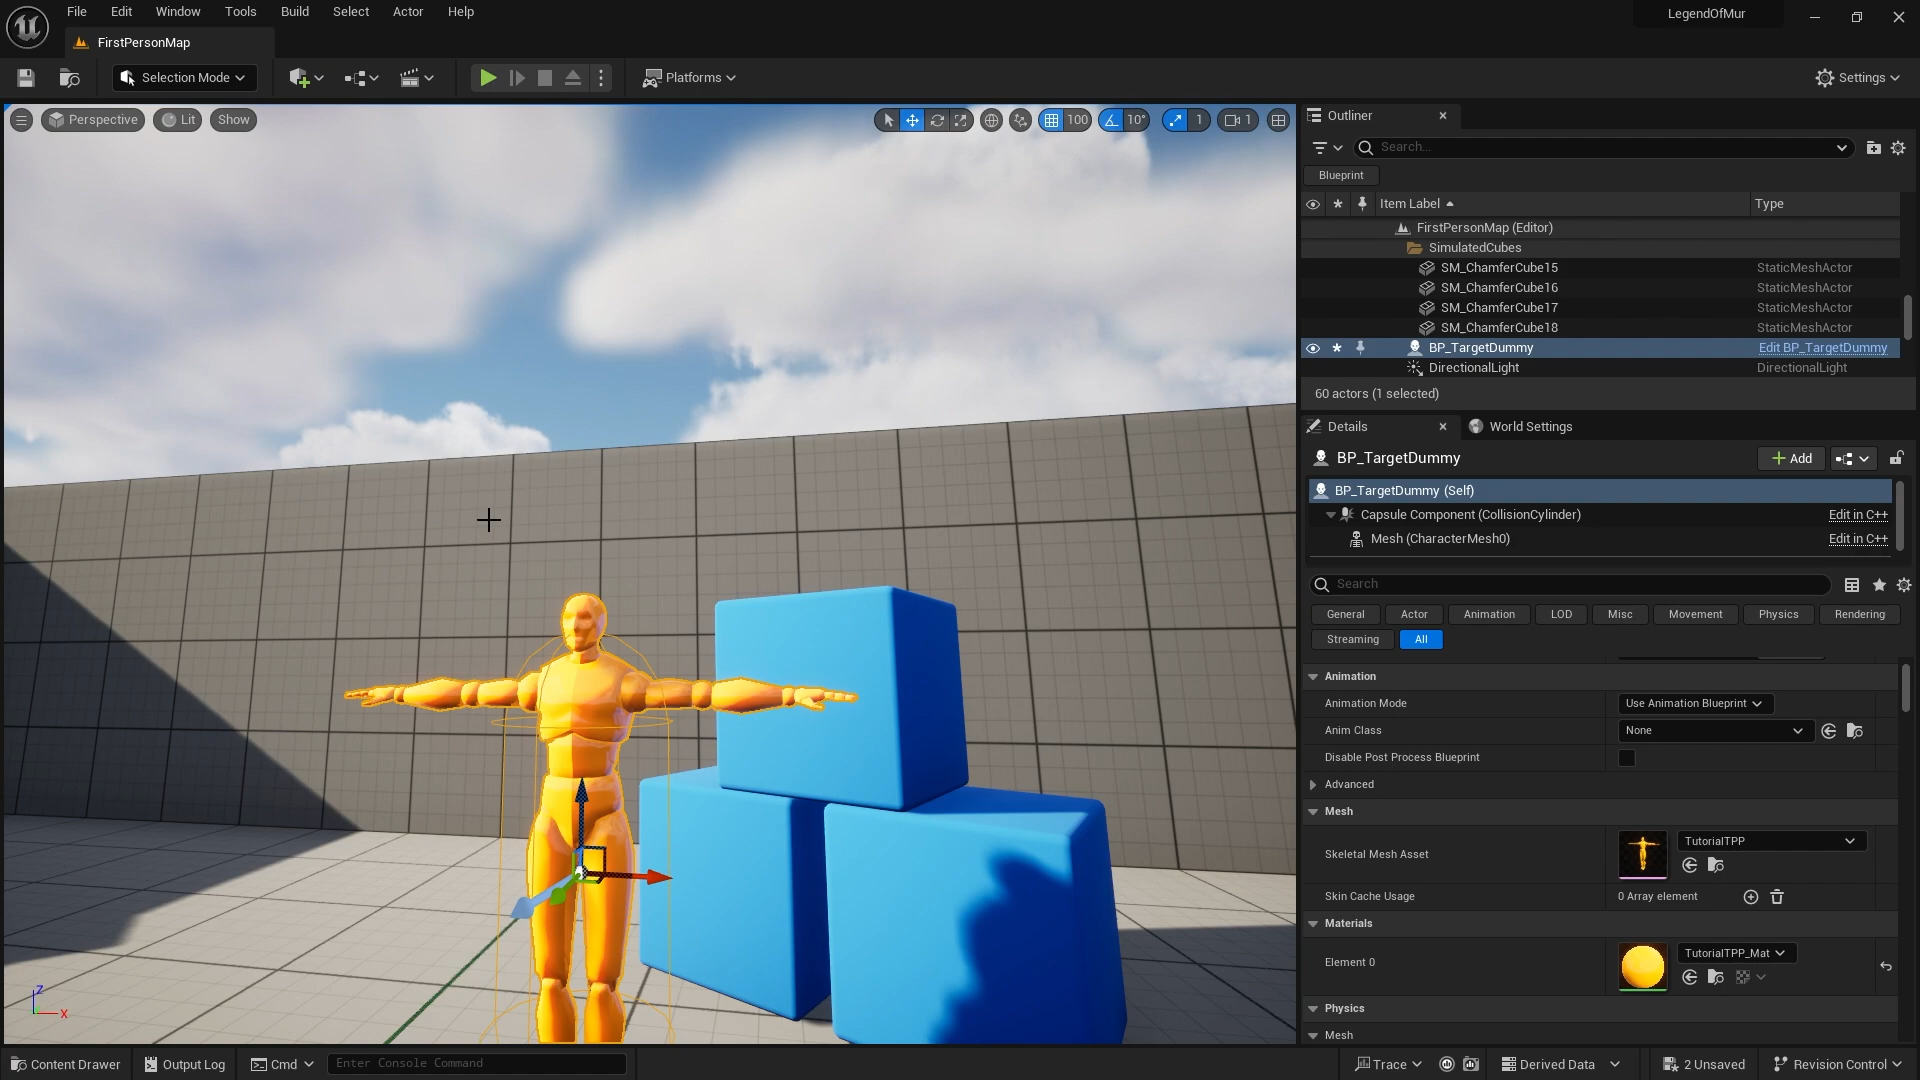 File Edit Window Tools Build Select Actor Help
LegendOfMur
FirstPersonMap
Selection Mode
Platforms
Settings
Perspective
Lit
Show
100
10°
1
1
Outliner
Search...
Blueprint
Item Label
Type
FirstPersonMap (Editor)
SimulatedCubes
SM_ChamferCube15 StaticMeshActor
SM_ChamferCube16 StaticMeshActor
SM_ChamferCube17 StaticMeshActor
SM_ChamferCube18 StaticMeshActor
BP_TargetDummy Edit BP_TargetDummy
DirectionalLight DirectionalLight
60 actors (1 selected)
Details
World Settings
BP_TargetDummy
Add
BP_TargetDummy (Self)
Capsule Component (CollisionCylinder) Edit in C++
Mesh (CharacterMesh0) Edit in C++
Search
General Actor Animation LOD Misc Movement Physics Rendering
Streaming All
Animation
Animation Mode Use Animation Blueprint
Anim Class None
Disable Post Process Blueprint
Advanced
Mesh
Skeletal Mesh Asset TutorialTPP
Skin Cache Usage 0 Array element
Materials
Element 0 TutorialTPP_Mat
Physics
Mesh
Z
X
Content Drawer
Output Log
Cmd
Enter Console Command
Trace
Derived Data
2 Unsaved
Revision Control